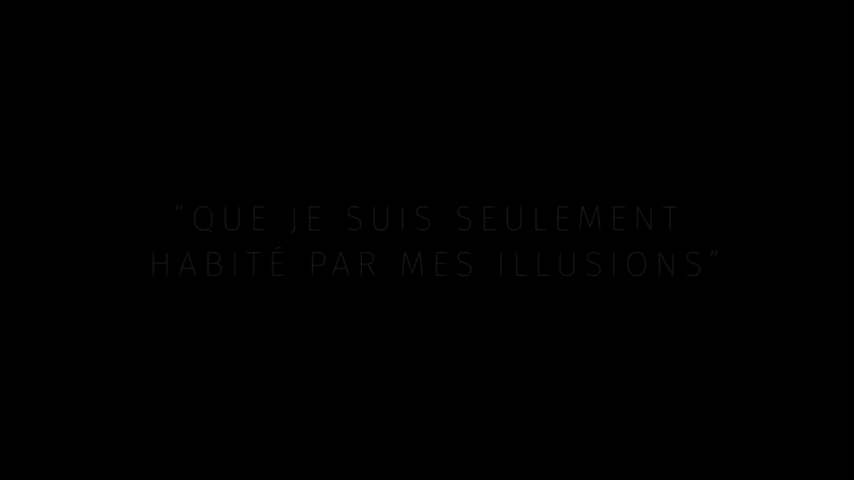 “QUE JE SUIS SEULEMENT
HABITÉ PAR MES ILLUSIONS”